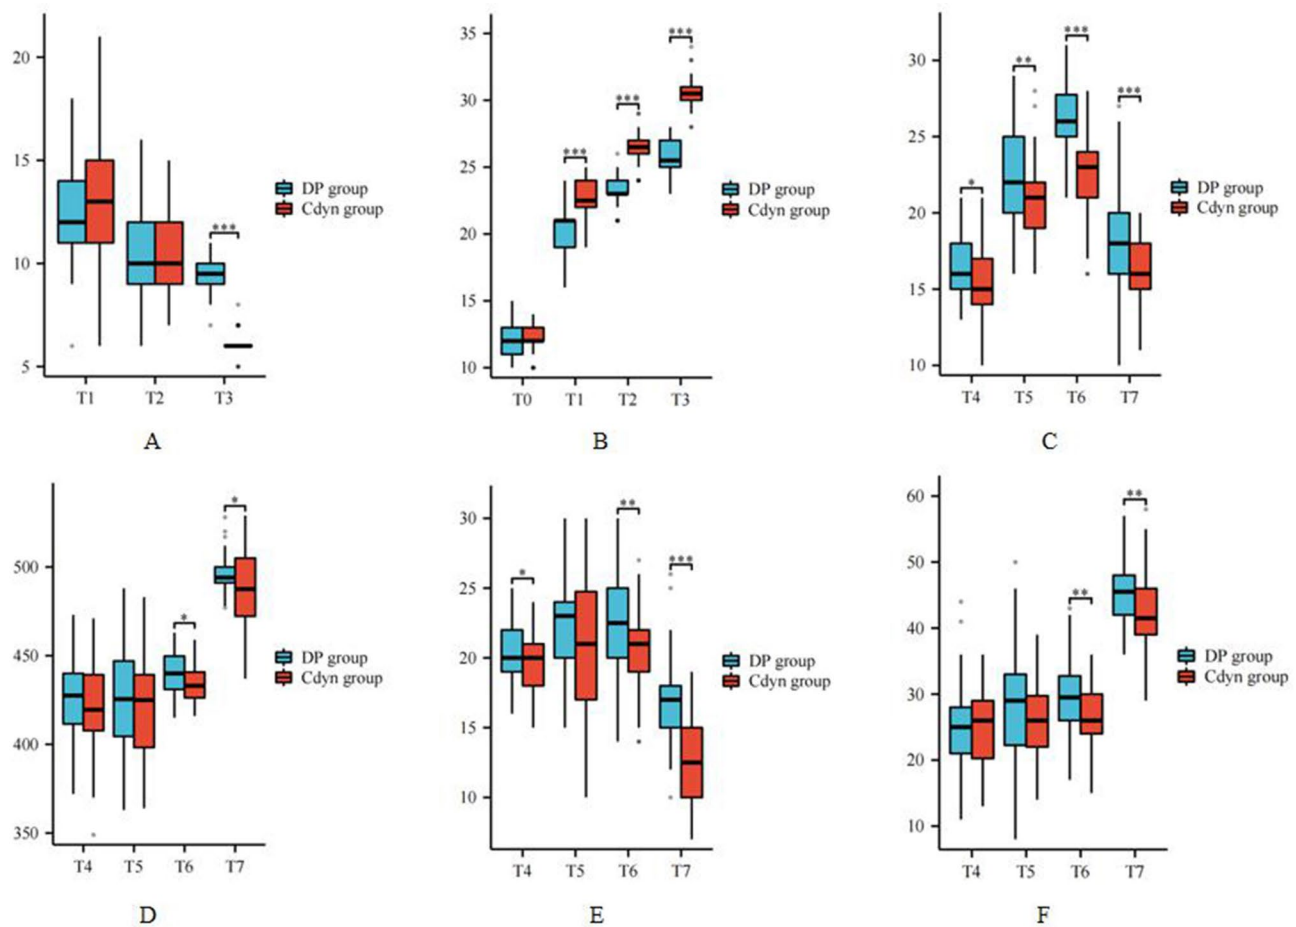 20
15
10
5
***
T1 T2 T3
DP group
Cdyn group
A
35
30
25
20
15
10
***
***
***
T0 T1 T2 T3
DP group
Cdyn group
B
30
25
20
15
10
*
**
***
***
T4 T5 T6 T7
DP group
Cdyn group
C
500
450
400
350
*
*
T4 T5 T6 T7
DP group
Cdyn group
D
30
25
20
15
10
*
**
***
T4 T5 T6 T7
DP group
Cdyn group
E
60
50
40
30
20
10
**
**
T4 T5 T6 T7
DP group
Cdyn group
F